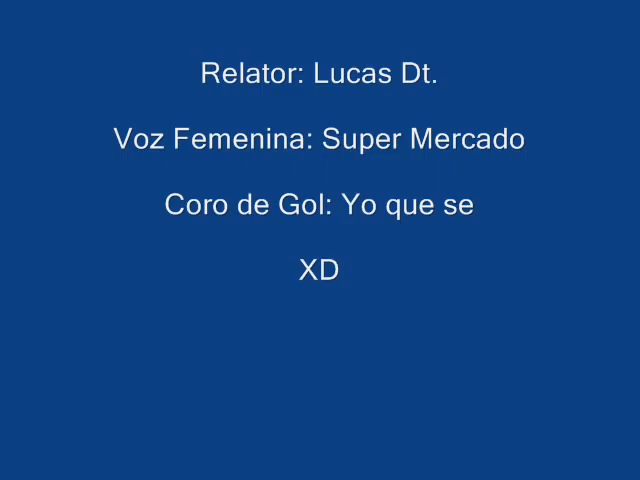 Relator: Lucas Dt.
Voz Femenina: Super Mercado
Coro de Gol: Yo que se
XD